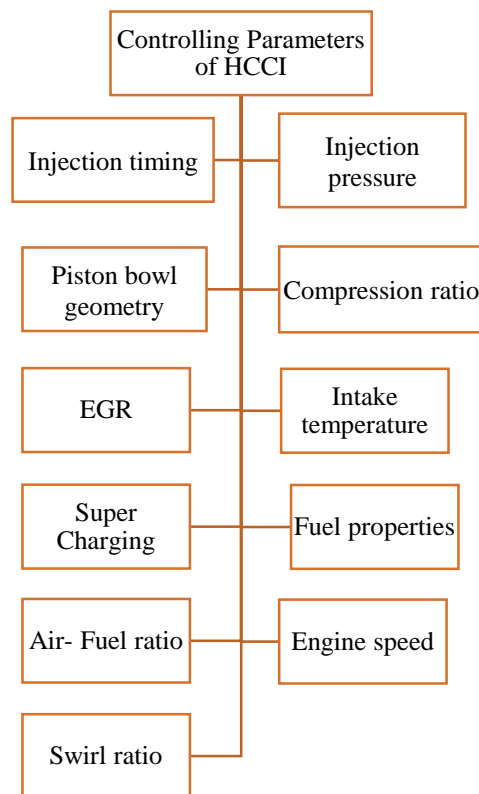 Controlling Parameters
of HCCI
Injection timing
Injection
pressure
Piston bowl
geometry
Compression ratio
EGR
Intake
temperature
Super
Charging
Fuel properties
Air- Fuel ratio
Engine speed
Swirl ratio